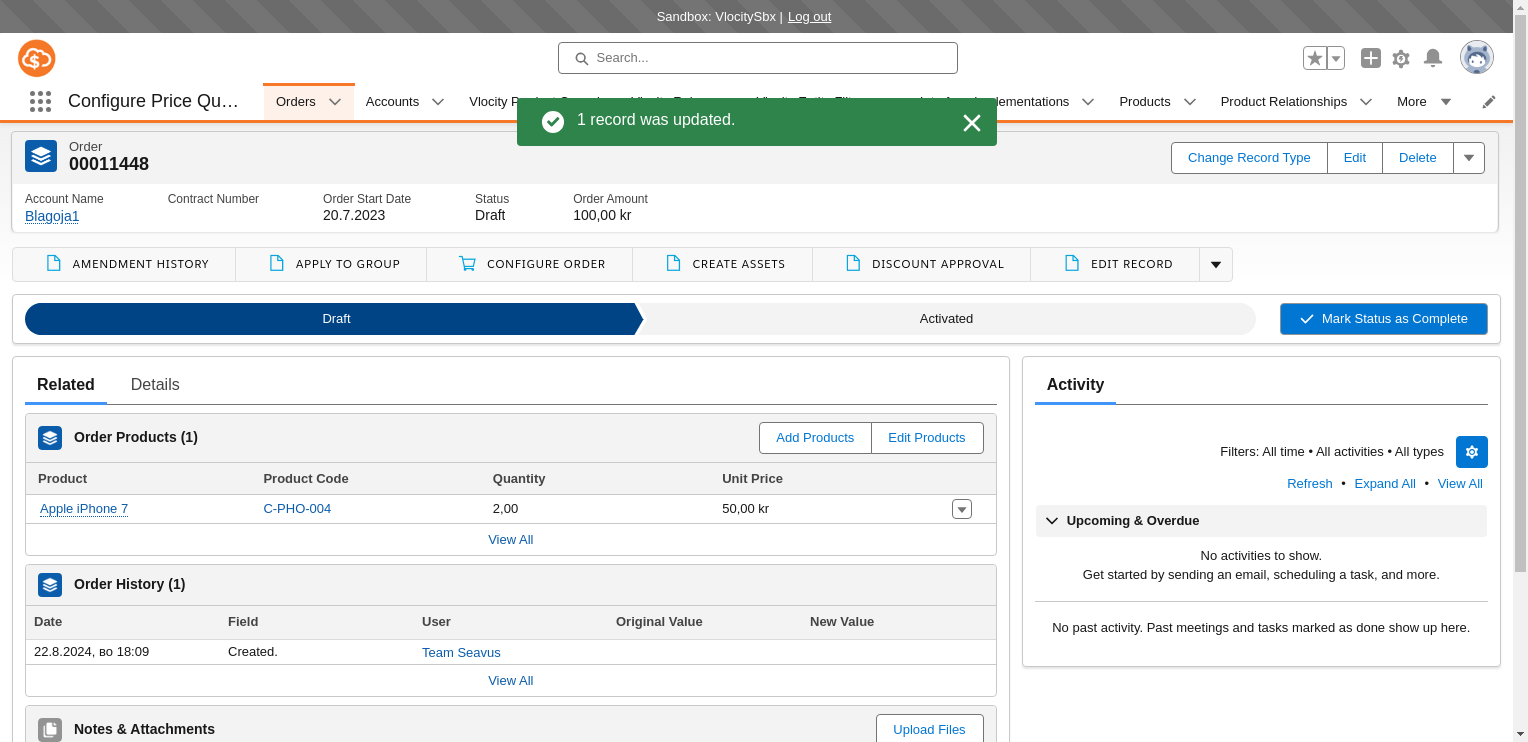 Sandbox: VlocitySbx | Log out
Search...
Configure Price Qu…
Orders
Accounts
Products
Product Relationships
More
1 record was updated.
Order
00011448
Change Record Type
Edit
Delete
Account Name
Contract Number
Order Start Date
Status
Order Amount
Blagoja1
20.7.2023
Draft
100,00 kr
AMENDMENT HISTORY
APPLY TO GROUP
CONFIGURE ORDER
CREATE ASSETS
DISCOUNT APPROVAL
EDIT RECORD
Draft
Activated
Mark Status as Complete
Related
Details
Order Products (1)
Add Products
Edit Products
Product
Product Code
Quantity
Unit Price
Apple iPhone 7
C-PHO-004
2,00
50,00 kr
View All
Order History (1)
Date
Field
User
Original Value
New Value
22.8.2024, во 18:09
Created.
Team Seavus
View All
Notes & Attachments
Upload Files
Activity
Filters: All time • All activities • All types
Refresh • Expand All • View All
Upcoming & Overdue
No activities to show.
Get started by sending an email, scheduling a task, and more.
No past activity. Past meetings and tasks marked as done show up here.